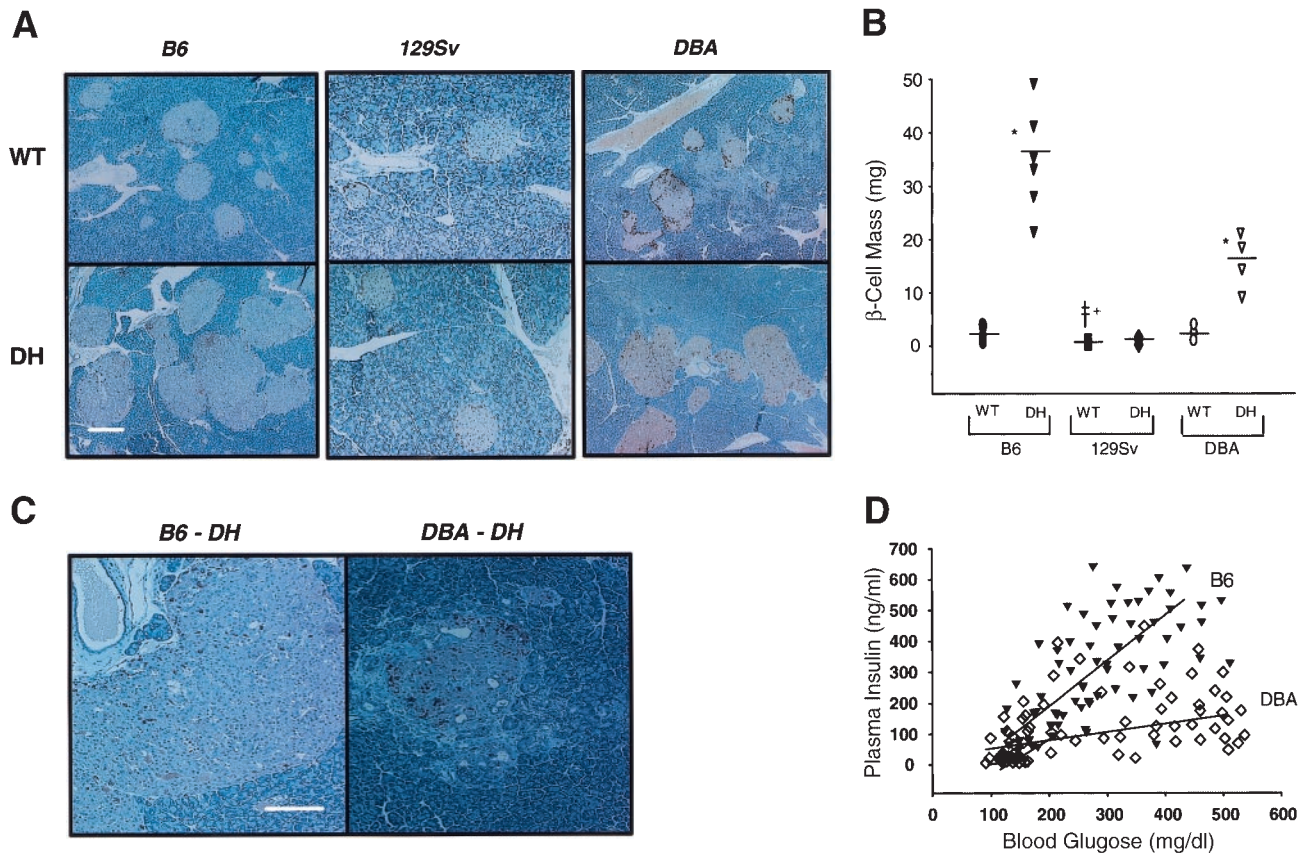 A
B6
129Sv
DBA
WT
DH
B
β-Cell Mass (mg)
50
40
30
20
10
0
*
‡+
*
WT
DH
WT
DH
WT
DH
B6
129Sv
DBA
C
B6 - DH
DBA - DH
D
Plasma Insulin (ng/ml)
700
600
500
400
300
200
100
0
B6
DBA
0
100
200
300
400
500
600
Blood Glugose (mg/dl)